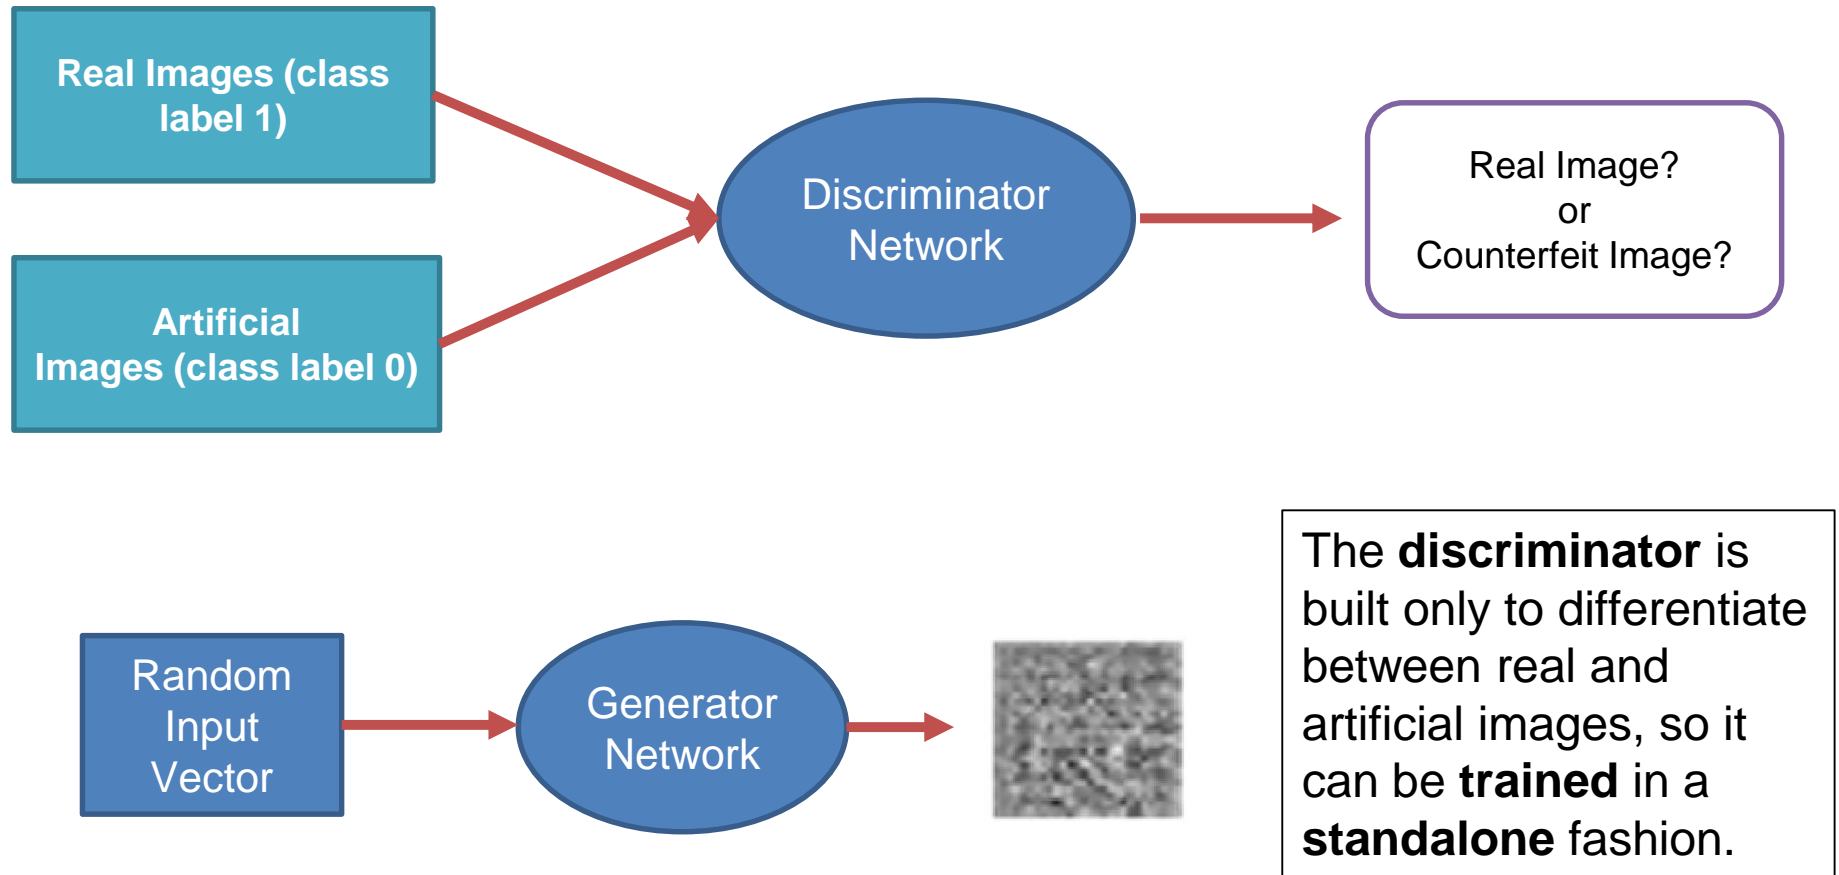 Real Images (class
label 1)
Artificial
Images (class label 0)
Discriminator
Network
Real Image?
or
Counterfeit Image?
Random
Input
Vector
Generator
Network
The discriminator is
built only to differentiate
between real and
artificial images, so it
can be trained in a
standalone fashion.